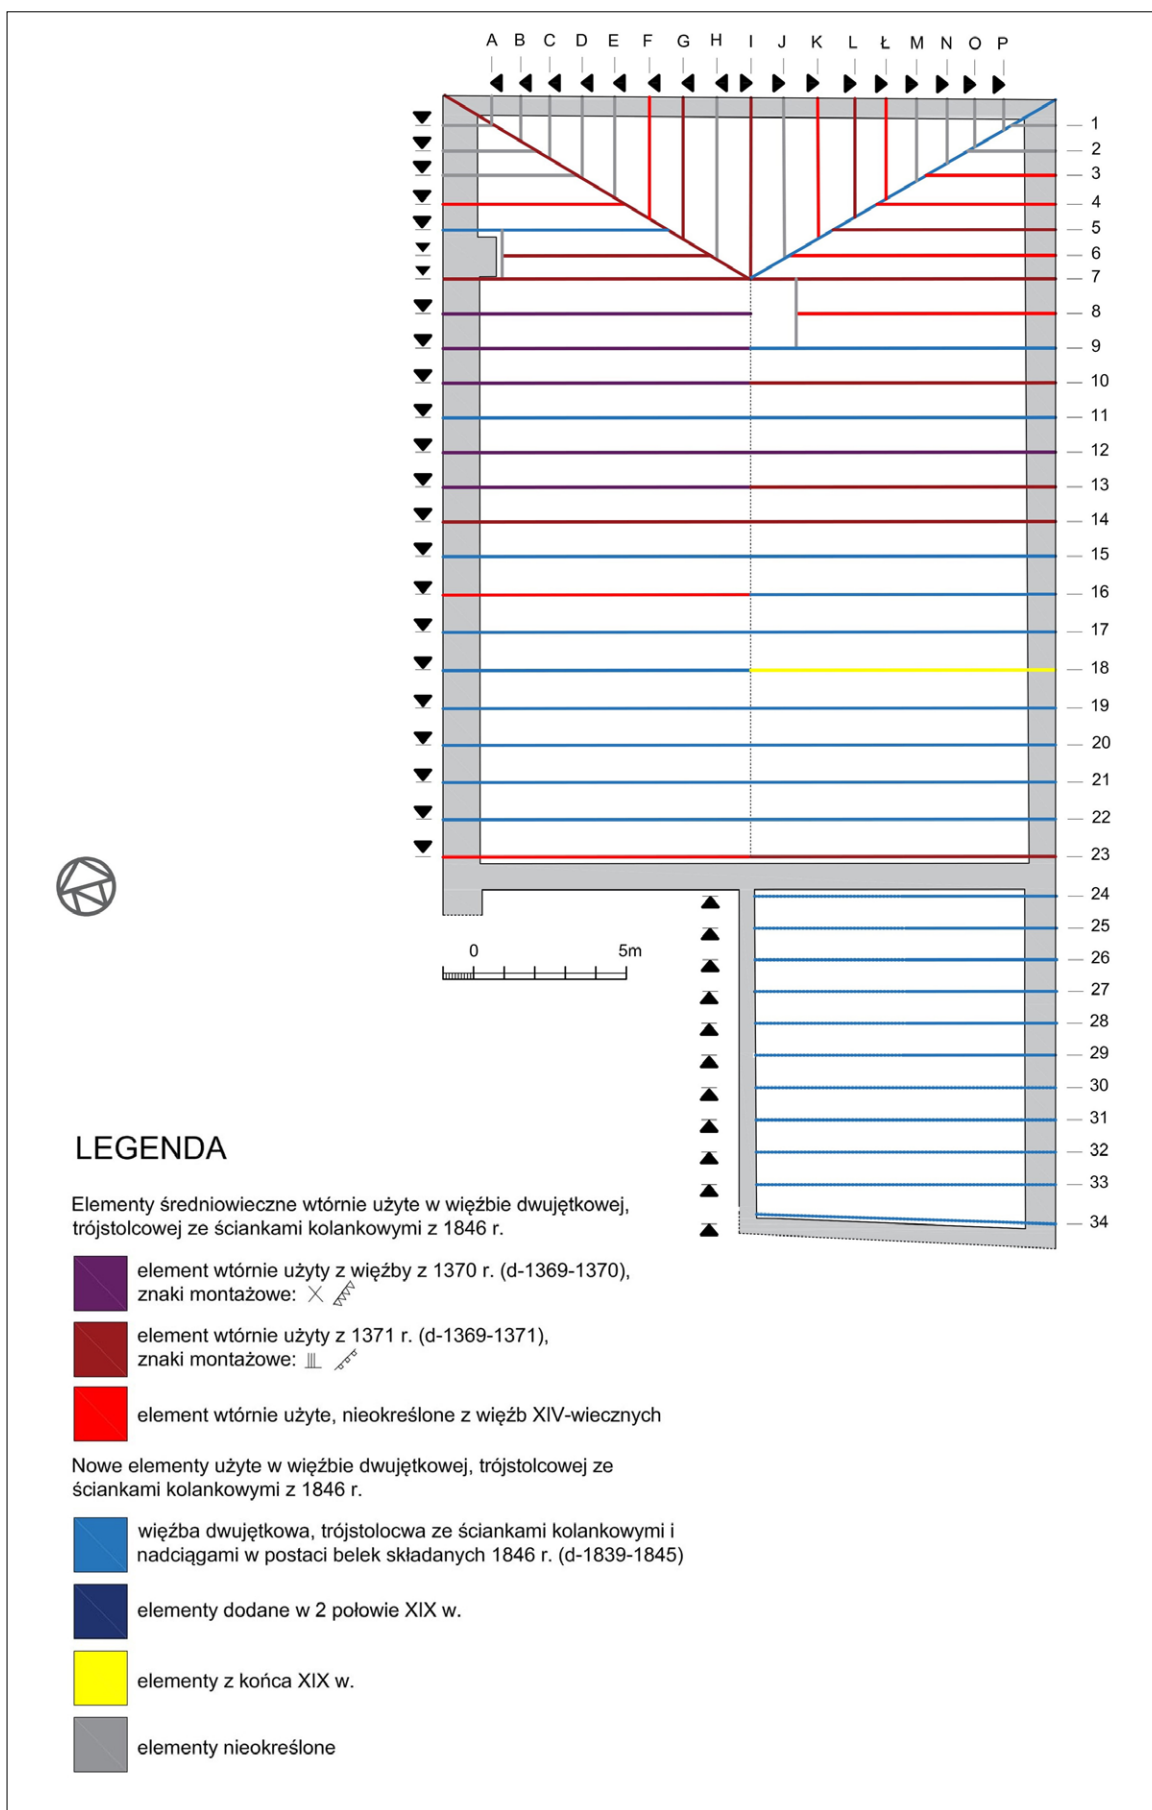 A B C D E F G H I J K L Ł M N O P
1
2
3
4
5
6
7
8
9
10
11
12
13
14
15
16
17
18
19
20
21
22
23
24
25
26
27
28
29
30
31
32
33
34
0 5m
LEGENDA
Elementy średniowieczne wtórnie użyte w więźbie dwujętkowej,
trójstolcowej ze ściankami kolankowymi z 1846 r.
element wtórnie użyty z więźby z 1370 r. (d-1369-1370),
znaki montażowe:
element wtórnie użyty z 1371 r. (d-1369-1371),
znaki montażowe:
element wtórnie użyte, nieokreślone z więźb XIV-wiecznych
Nowe elementy użyte w więźbie dwujętkowej, trójstolcowej ze
ściankami kolankowymi z 1846 r.
więźba dwujętkowa, trójstolocwa ze ściankami kolankowymi i
nadciągami w postaci belek składanych 1846 r. (d-1839-1845)
elementy dodane w 2 połowie XIX w.
elementy z końca XIX w.
elementy nieokreślone